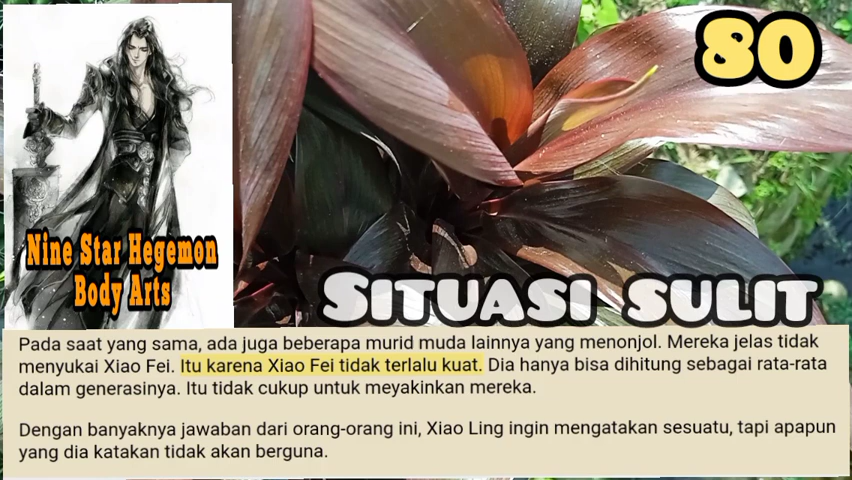 80
Nine Star Hegemon
Body Arts
Situasi sulit
Pada saat yang sama, ada juga beberapa murid muda lainnya yang menonjol. Mereka jelas tidak
menyukai Xiao Fei. Itu karena Xiao Fei tidak terlalu kuat. Dia hanya bisa dihitung sebagai rata-rata
dalam generasinya. Itu tidak cukup untuk meyakinkan mereka.
Dengan banyaknya jawaban dari orang-orang ini, Xiao Ling ingin mengatakan sesuatu, tapi apapun
yang dia katakan tidak akan berguna.